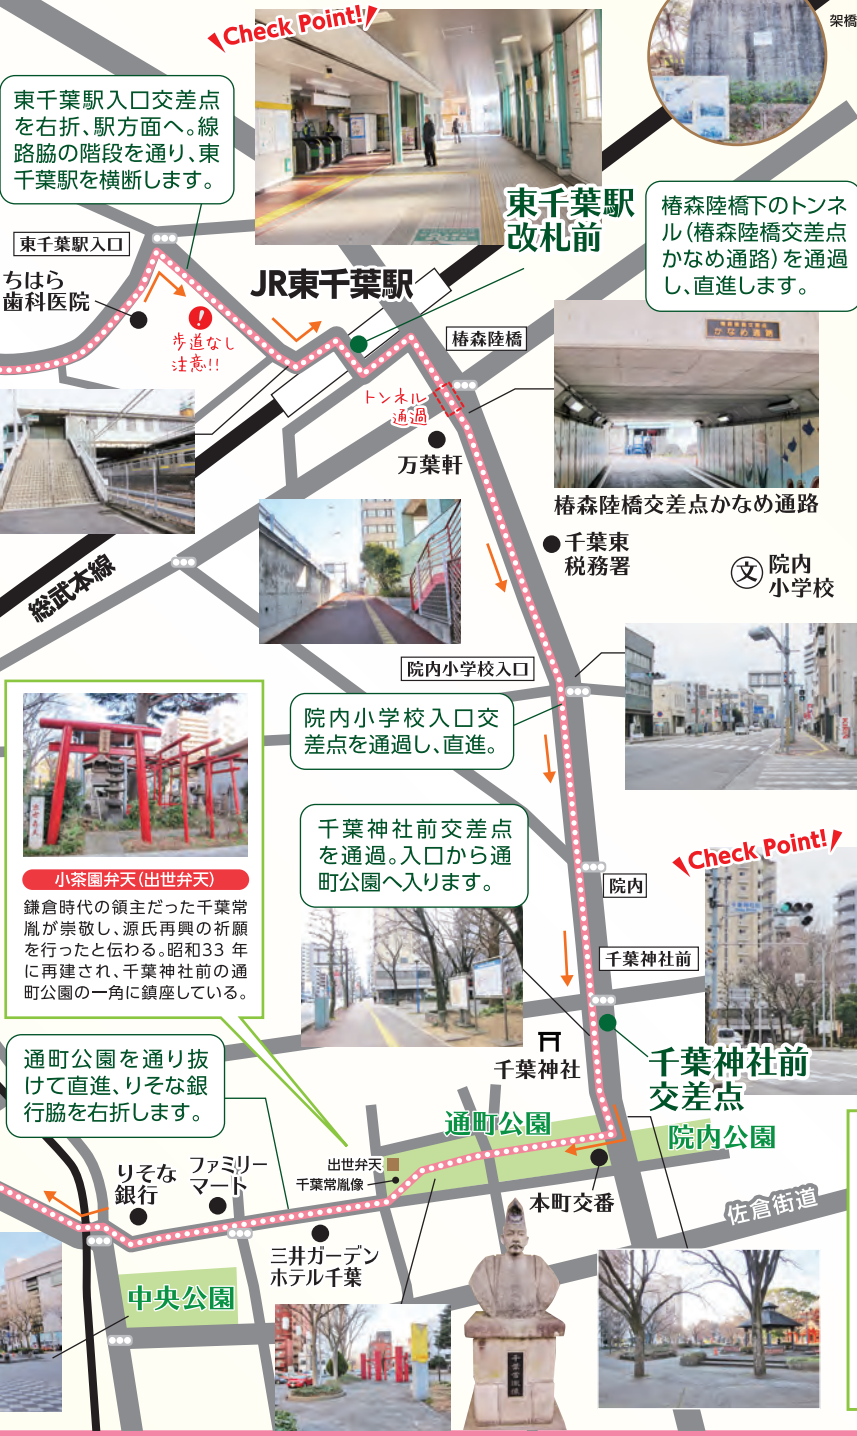 Check Point!
架橋
東千葉駅入口交差点
を右折、駅方面へ。線
路脇の階段を通り、東
千葉駅を横断します。
東千葉駅
改札前
椿森陸橋下のトンネ
ル(椿森陸橋交差点
かなめ通路)を通過
し、直進します。
東千葉駅入口
ちはら
歯科医院
JR東千葉駅
!
歩道なし
注意!!
椿森陸橋
かなめ通路
トンネル
通過
万葉軒
椿森陸橋交差点かなめ通路
千葉東
税務署
文
院内
小学校
総武本線
院内小学校入口
院内小学校入口交
差点を通過し、直進。
小茶園弁天(出世弁天)
鎌倉時代の領主だった千葉常
胤が崇敬し、源氏再興の祈願
を行ったと伝わる。昭和33 年
に再建され、千葉神社前の通
町公園の一角に鎮座している。
千葉神社前交差点
を通過。入口から通
町公園へ入ります。
Check Point!
院内
千葉神社前
千葉神社
千葉神社前
交差点
通町公園を通り抜
けて直進、りそな銀
行脇を右折します。
通町公園
院内公園
出世弁天
千葉常胤像
りそな
銀行
ファミリー
マート
本町交番
佐倉街道
三井ガーデン
ホテル千葉
中央公園
千葉常胤像